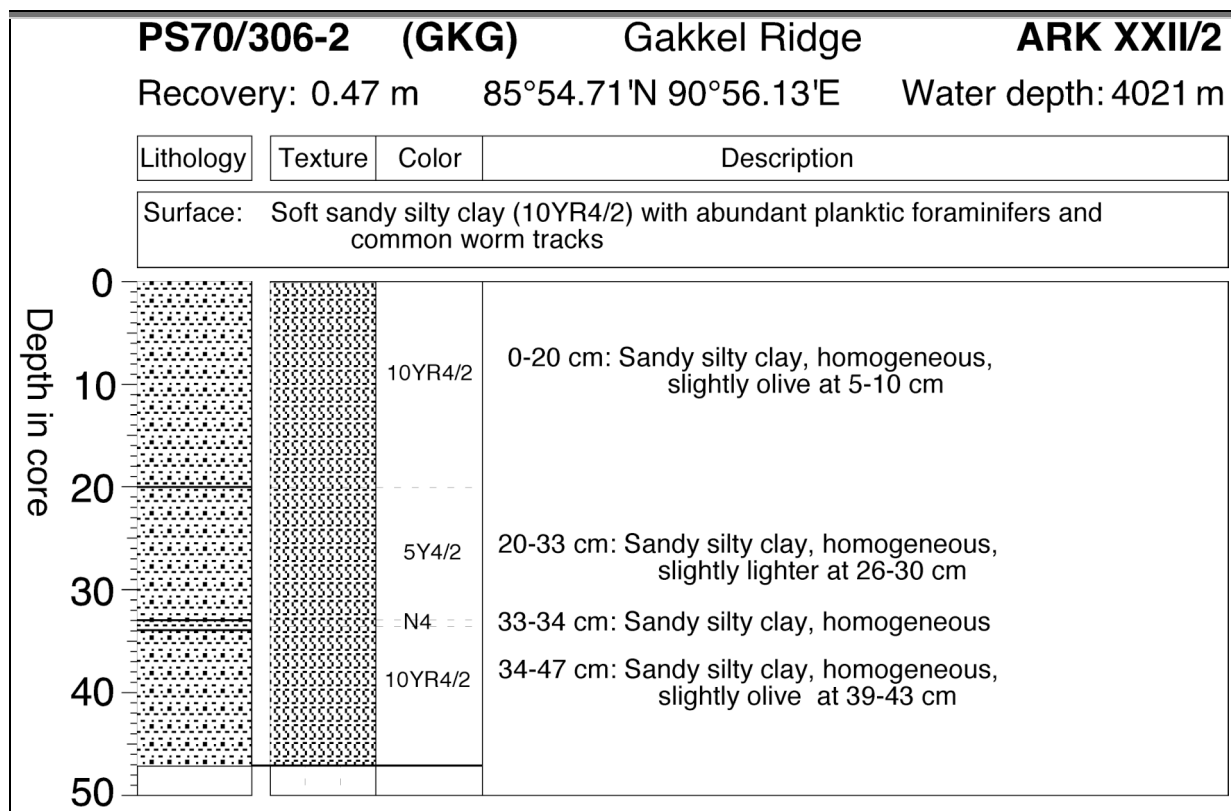 PS70/306-2 (GKG) Gakkel Ridge ARK XXII/2
Recovery: 0.47 m 85°54.71'N 90°56.13'E Water depth: 4021 m
Lithology Texture Color Description
Surface: Soft sandy silty clay (10YR4/2) with abundant planktic foraminifers and
common worm tracks
Depth in core
0
10
20
30
40
50
10YR4/2
5Y4/2
N4
10YR4/2
0-20 cm: Sandy silty clay, homogeneous,
slightly olive at 5-10 cm
20-33 cm: Sandy silty clay, homogeneous,
slightly lighter at 26-30 cm
33-34 cm: Sandy silty clay, homogeneous
34-47 cm: Sandy silty clay, homogeneous,
slightly olive at 39-43 cm